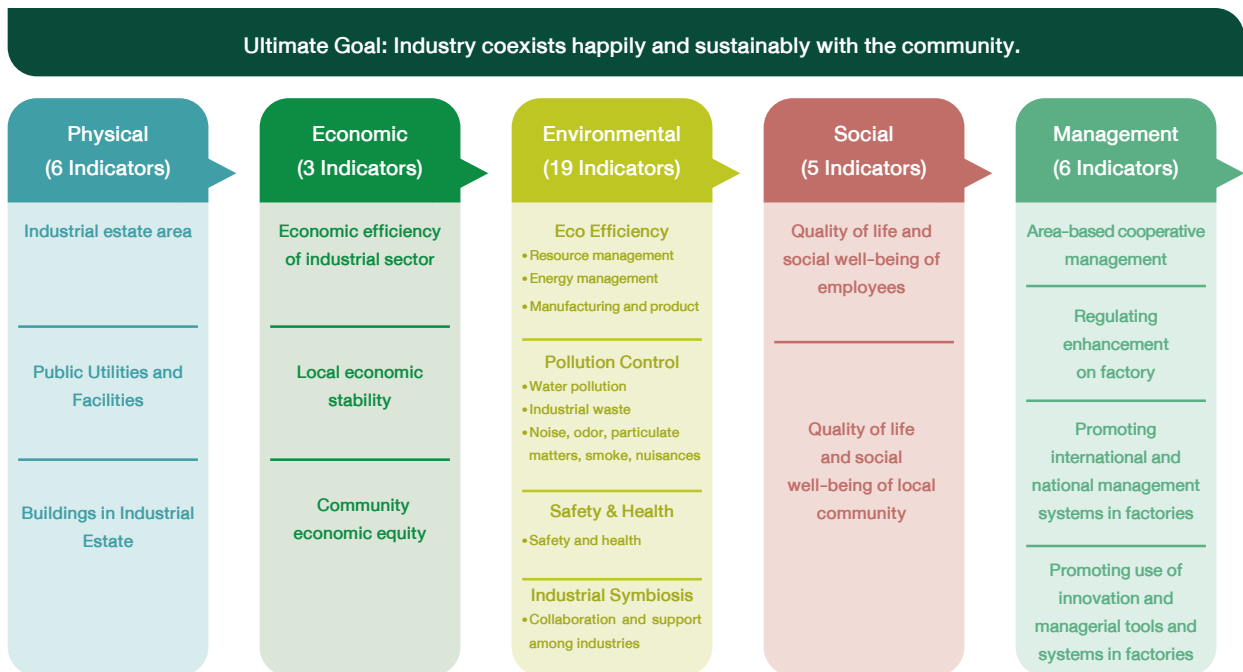 Ultimate Goal: Industry coexists happily and sustainably with the community.
Physical
(6 Indicators)
Industrial estate area
Public Utilities and
Facilities
Buildings in Industrial
Estate
Economic
(3 Indicators)
Economic efficiency
of industrial sector
Local economic
stability
Community
economic equity
Environmental
(19 Indicators)
Eco Efficiency
• Resource management
• Energy management
• Manufacturing and product
Pollution Control
• Water pollution
• Industrial waste
• Noise, odor, particulate
matters, smoke, nuisances
Safety & Health
• Safety and health
Industrial Symbiosis
• Collaboration and support
among industries
Social
(5 Indicators)
Quality of life and
social well-being of
employees
Quality of life
and social
well-being of local
community
Management
(6 Indicators)
Area-based cooperative
management
Regulating
enhancement
on factory
Promoting
international and
national management
systems in factories
Promoting use of
innovation and
managerial tools and
systems in factories